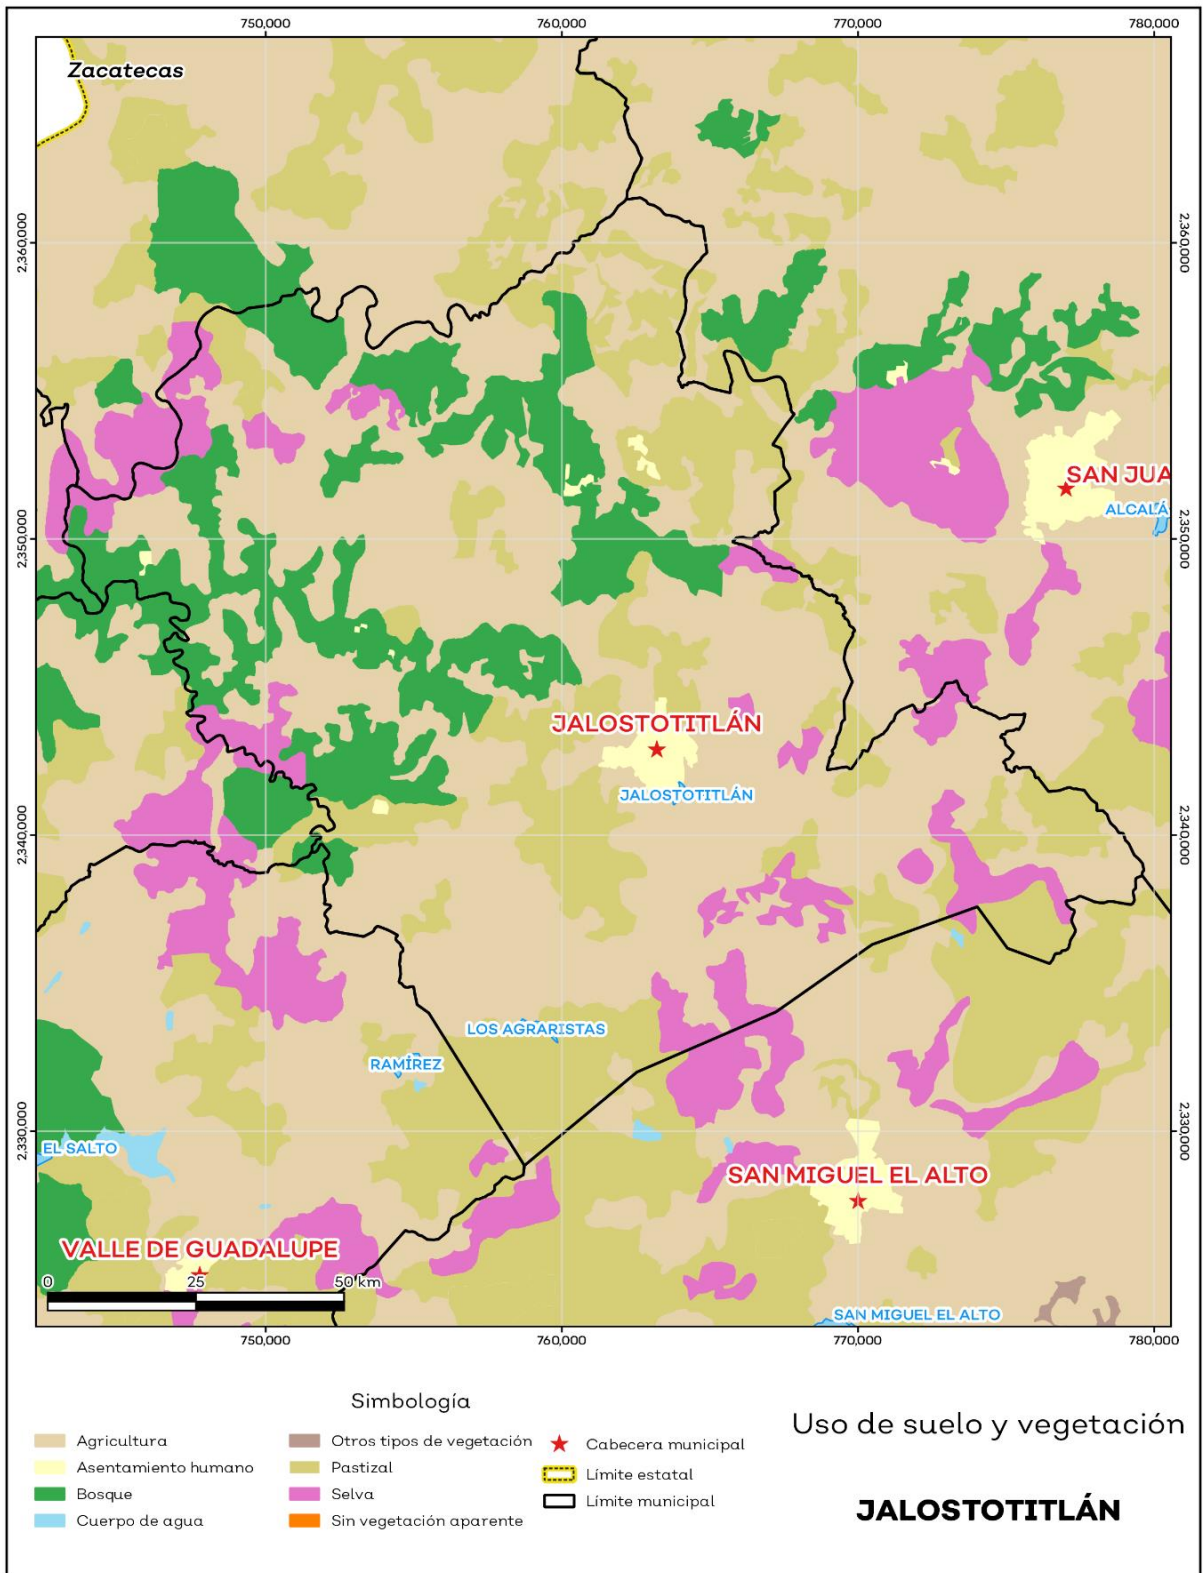 750,000 760,000 770,000 780,000
Zacatecas
2,360,000 2,360,000
SAN JUA
ALCALÁ
2,350,000 2,350,000
JALOSTOTITLÁN
JALOSTOTITLÁN
2,340,000 2,340,000
LOS AGRARISTAS
RAMÍREZ
2,330,000 2,330,000
EL SALTO
SAN MIGUEL EL ALTO
VALLE DE GUADALUPE
0 25 50 km
SAN MIGUEL EL ALTO
750,000 760,000 770,000 780,000
Simbología
Agricultura
Asentamiento humano
Bosque
Cuerpo de agua
Otros tipos de vegetación
Pastizal
Selva
Sin vegetación aparente
Cabecera municipal
Límite estatal
Límite municipal
Uso de suelo y vegetación
JALOSTOTITLÁN